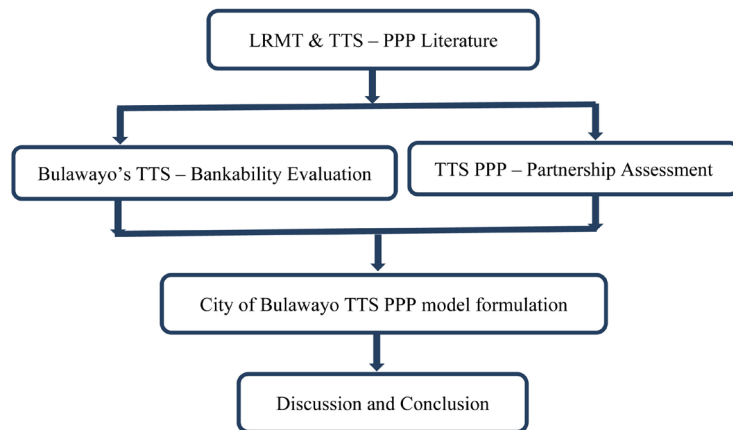 LRMT & TTS – PPP Literature
Bulawayo’s TTS – Bankability Evaluation
TTS PPP – Partnership Assessment
City of Bulawayo TTS PPP model formulation
Discussion and Conclusion